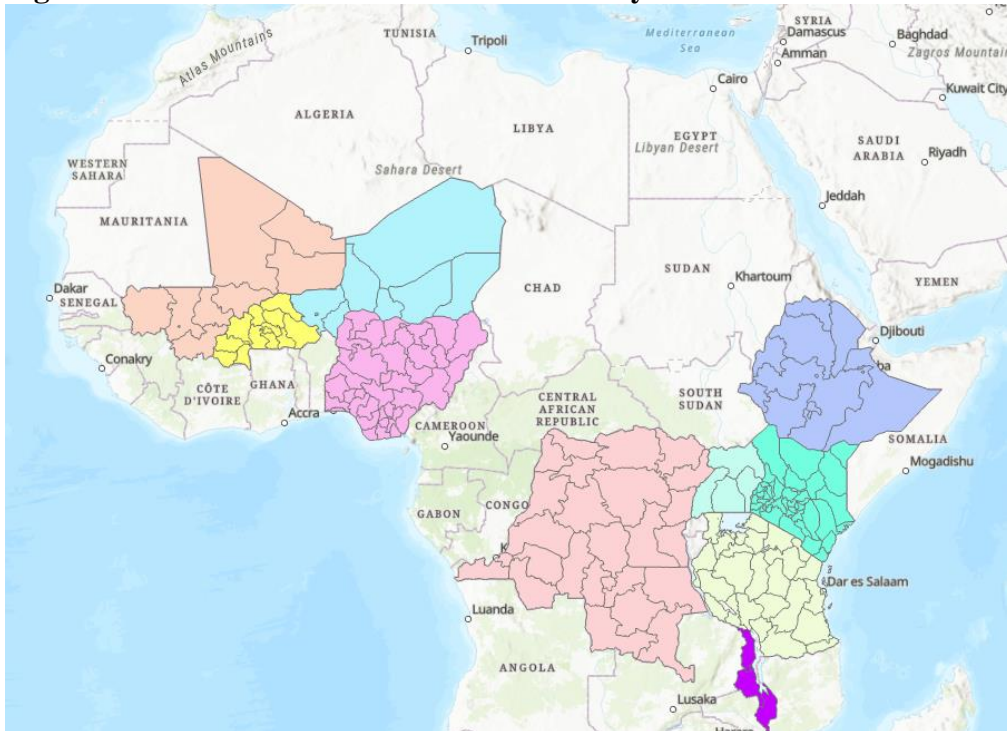 TUNISIA
Tripoli
Mediterranean
Sea
SYRIA
Damascus
Amman
Baghdad
Zagros Mountain
Atlas Mountains
Cairo
Kuwait City
ALGERIA
LIBYA
EGYPT
Libyan Desert
SAUDI
ARABIA
Riyadh
WESTERN
SAHARA
Sahara Desert
Jeddah
MAURITANIA
SUDAN
Khartoum
YEMEN
Dakar
SENEGAL
CHAD
Djibouti
ba
Conakry
CÔTE
D'IVOIRE
GHANA
Accra
CENTRAL
AFRICAN
REPUBLIC
SOUTH
SUDAN
CAMEROON
Yaounde
SOMALIA
Mogadishu
GABON
CONGO
K
Dar es Salaam
Luanda
ANGOLA
Lusaka